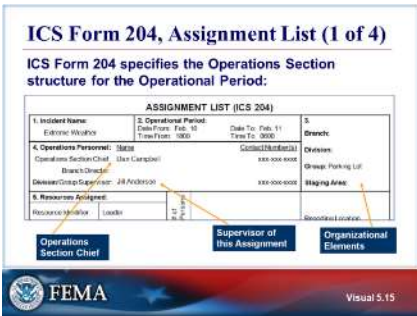 ICS Form 204, Assignment List (1 of 4)
ICS Form 204 specifies the Operations Section
structure for the Operational Period:
ASSIGNMENT LIST (ICS 204)
1. Incident Name:
Extreme Weather
2. Operational Period:
Date From: Feb. 10 Date To: Feb. 11
Time From: 1800 Time To: 0600
3.
Branch:
Division:
Group: Parking Lot
Staging Area:
4. Operations Personnel: Name Contact Number(s)
Operations Section Chief Dan Campbell xxx-xxx-xxxx
Branch Director
Division/Group Supervisor: Jill Anderson xxx-xxx-xxxx
5. Resources Assigned:
Resource Identifier Leader # of Persons
Reporting Location
Operations
Section Chief
Supervisor of
this Assignment
Organizational
Elements
FEMA
Visual 5.15